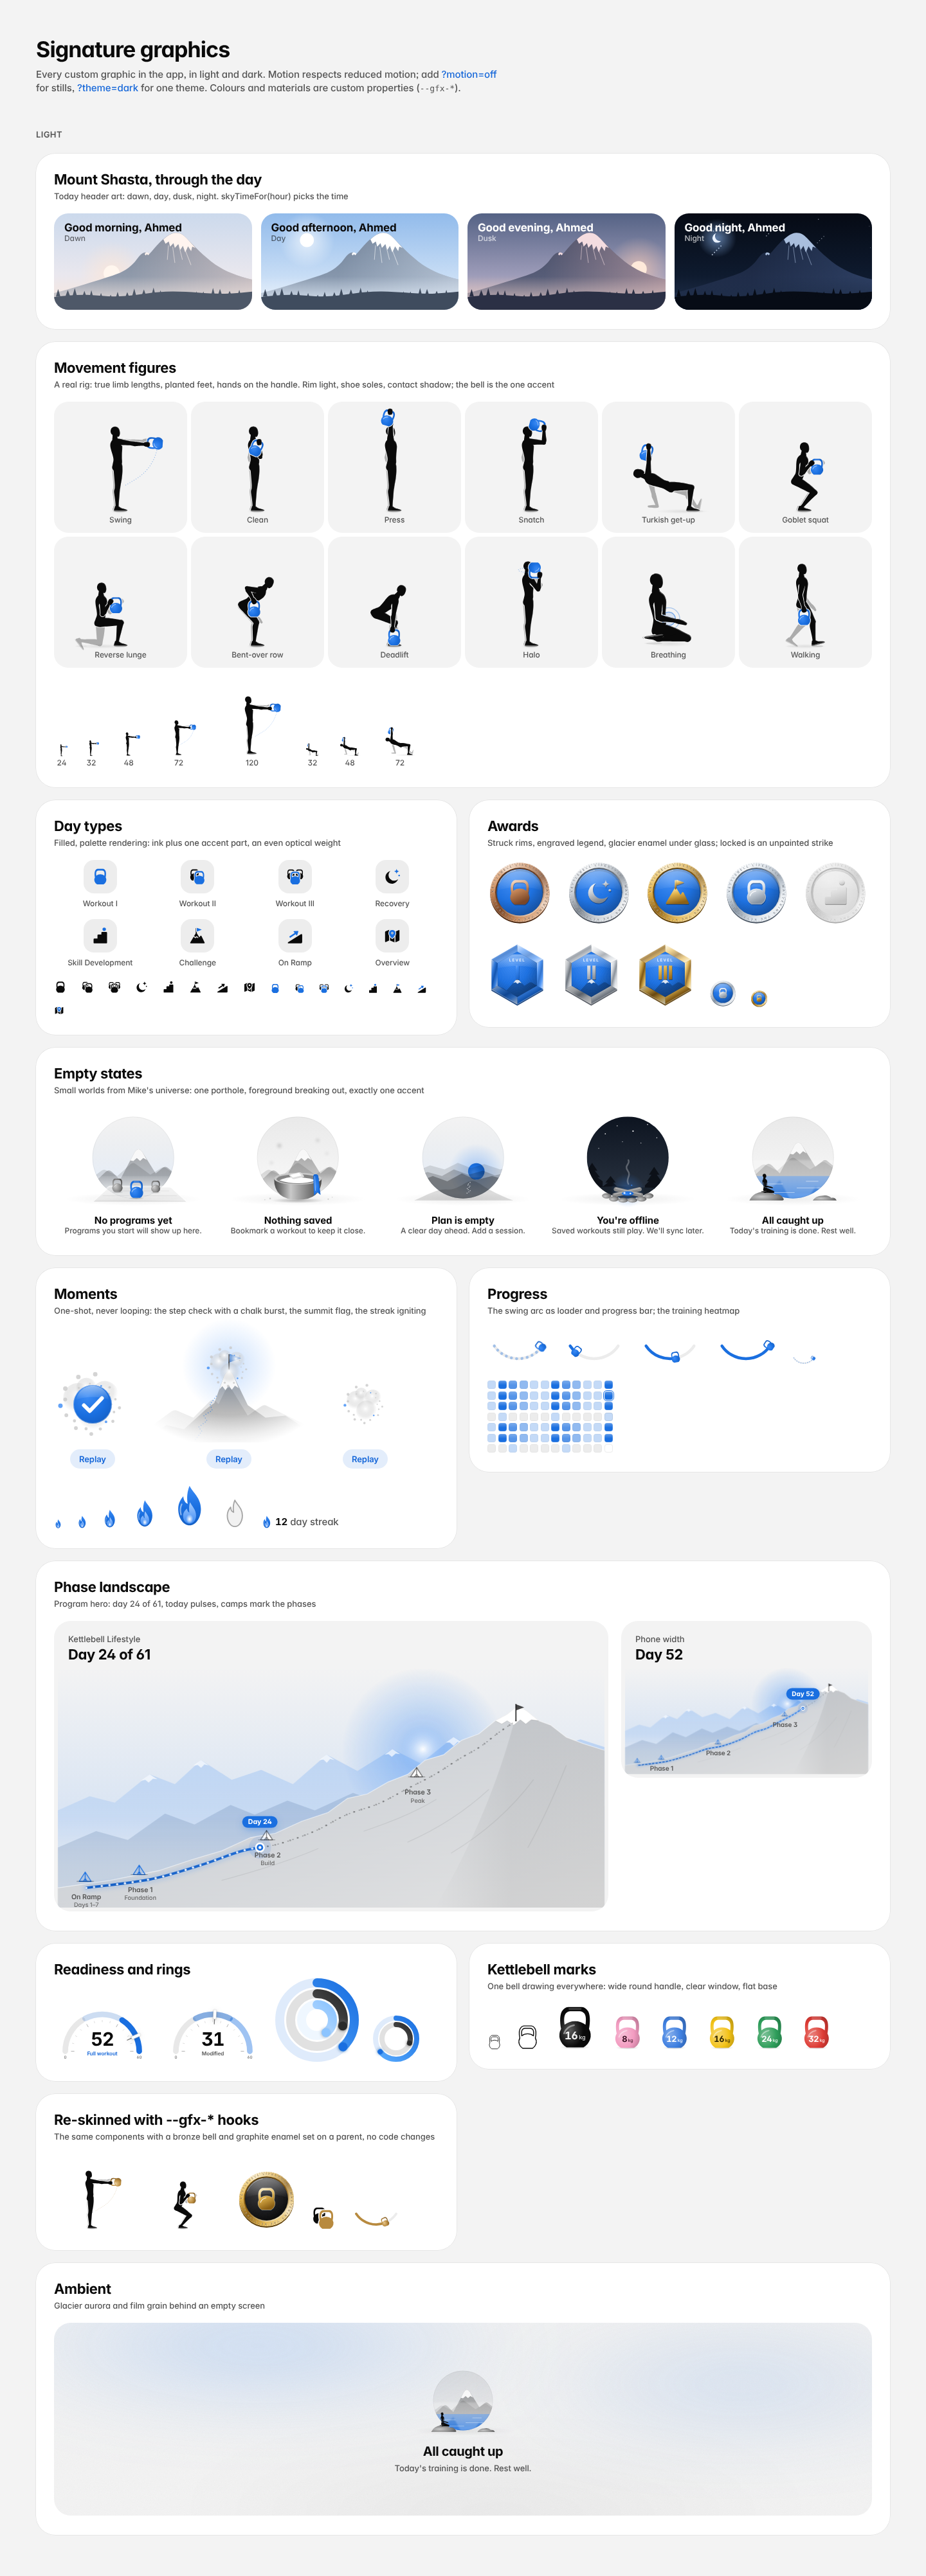 Signature graphics
Every custom graphic in the app, in light and dark. Motion respects reduced motion; add ?motion=off
for stills, ?theme=dark for one theme. Colours and materials are custom properties (--gfx-*).
LIGHT
Mount Shasta, through the day
Today header art: dawn, day, dusk, night. skyTimeFor(hour) picks the time
Good morning, Ahmed
Dawn
Good afternoon, Ahmed
Day
Good evening, Ahmed
Dusk
Good night, Ahmed
Night
Movement figures
A real rig: true limb lengths, planted feet, hands on the handle. Rim light, shoe soles, contact shadow; the bell is the one accent
Swing
Clean
Press
Snatch
Turkish get-up
Goblet squat
Reverse lunge
Bent-over row
Deadlift
Halo
Breathing
Walking
24
32
48
72
120
32
48
72
Day types
Filled, palette rendering: ink plus one accent part, an even optical weight
Workout I
Workout II
Workout III
Recovery
Skill Development
Challenge
On Ramp
Overview
Awards
Struck rims, engraved legend, glacier enamel under glass; locked is an unpainted strike
LEVEL
I
LEVEL
II
LEVEL
III
Empty states
Small worlds from Mike's universe: one porthole, foreground breaking out, exactly one accent
No programs yet
Programs you start will show up here.
Nothing saved
Bookmark a workout to keep it close.
Plan is empty
A clear day ahead. Add a session.
You're offline
Saved workouts still play. We'll sync later.
All caught up
Today's training is done. Rest well.
Moments
One-shot, never looping: the step check with a chalk burst, the summit flag, the streak igniting
Replay
Replay
Replay
12 day streak
Progress
The swing arc as loader and progress bar; the training heatmap
Phase landscape
Program hero: day 24 of 61, today pulses, camps mark the phases
Kettlebell Lifestyle
Day 24 of 61
Day 24
Phase 3
Peak
Phase 2
Build
Phase 1
Foundation
On Ramp
Days 1–7
Phone width
Day 52
Day 52
Phase 3
Phase 2
Phase 1
Readiness and rings
52
Full workout
31
Modified
Kettlebell marks
One bell drawing everywhere: wide round handle, clear window, flat base
16 kg
8 kg
12 kg
16 kg
24 kg
32 kg
Re-skinned with --gfx-* hooks
The same components with a bronze bell and graphite enamel set on a parent, no code changes
Ambient
Glacier aurora and film grain behind an empty screen
All caught up
Today's training is done. Rest well.